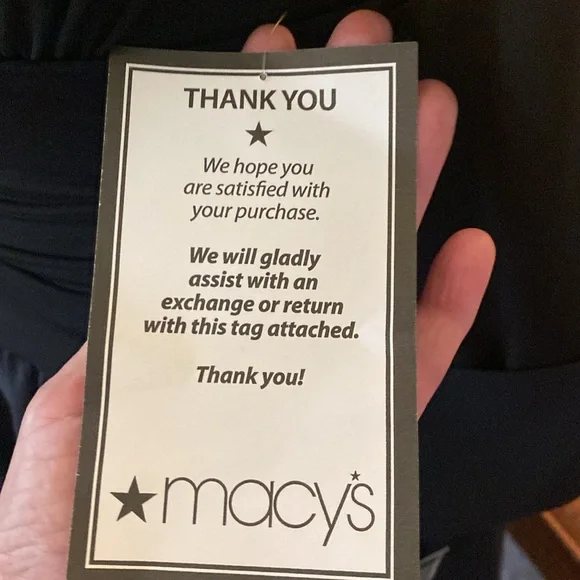 THANK YOU
We hope you
are satisfied with
your purchase.
We will gladly
assist with an
exchange or return
with this tag attached.
Thank you!
macy's